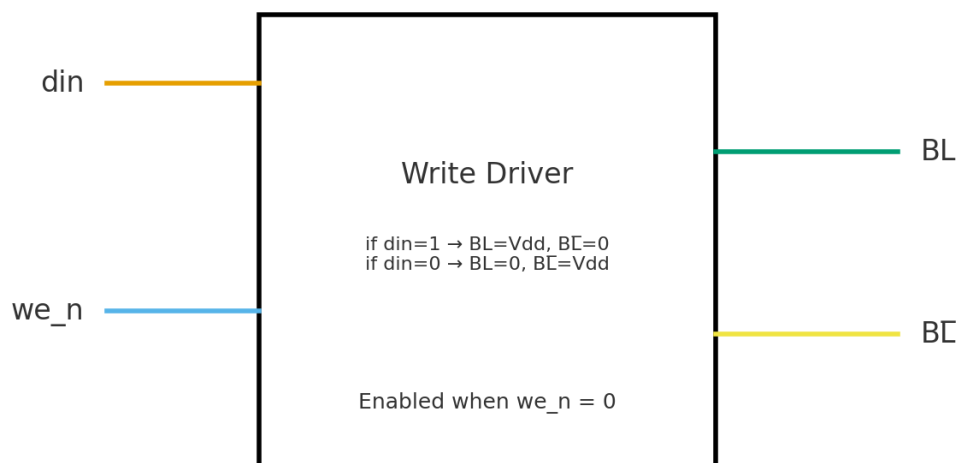 din
BL
Write Driver
if din=1 → BL=Vdd, BL̅=0
if din=0 → BL=0, BL̅=Vdd
we_n
BL̅
Enabled when we_n = 0